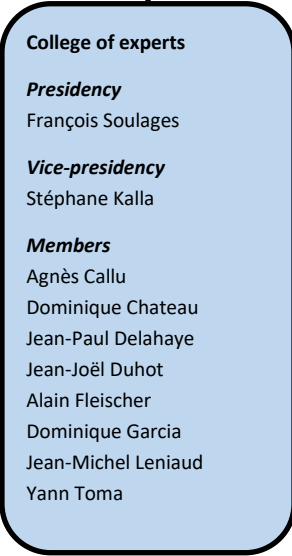 College of experts
Presidency
François Soulages
Vice-presidency
Stéphane Kalla
Members
Agnès Callu
Dominique Chateau
Jean-Paul Delahaye
Jean-Joël Duhot
Alain Fleischer
Dominique Garcia
Jean-Michel Leniaud
Yann Toma